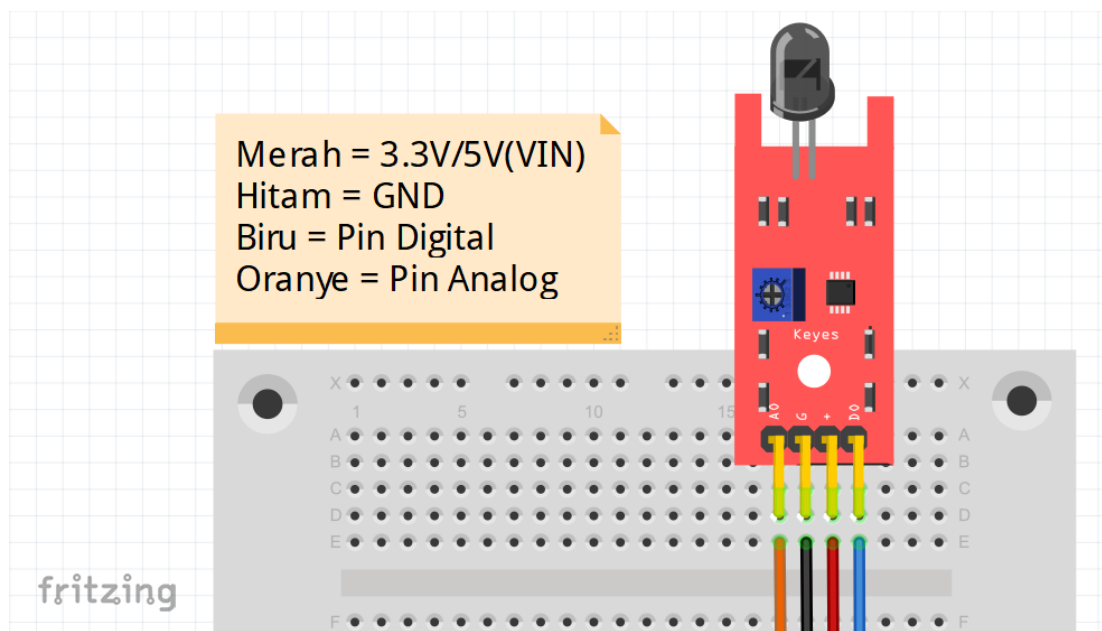 Merah = 3.3V/5V(VIN)
Hitam = GND
Biru = Pin Digital
Oranye = Pin Analog
Keyes
A0
G
+
D0
X
X
1
5
10
15
A
A
B
B
C
C
D
D
E
E
F
F
fritzing